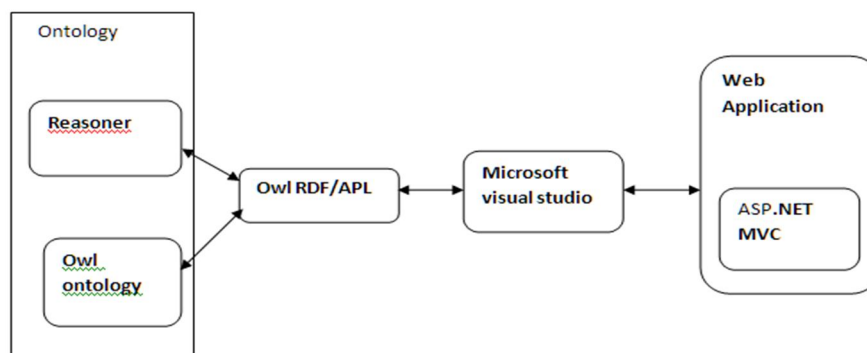 Ontology
Reasoner
Owl
ontology
Owl RDF/APL
Microsoft
visual studio
Web
Application
ASP.NET
MVC